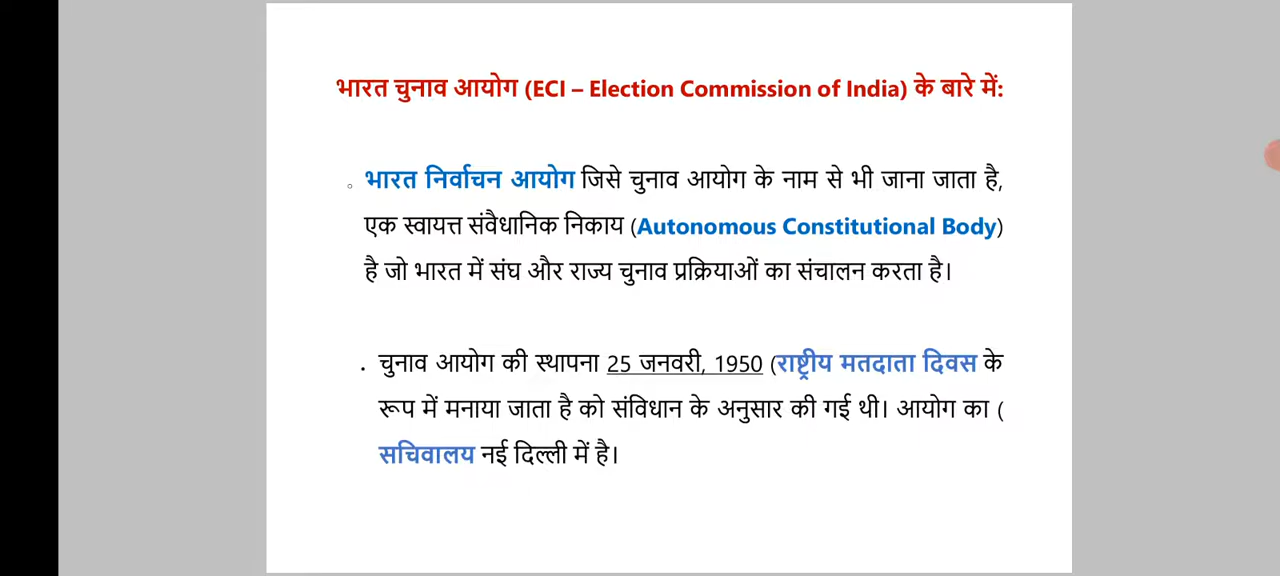 भारत चुनाव आयोग (ECI – Election Commission of India) के बारे में:
भारत निर्वाचन आयोग जिसे चुनाव आयोग के नाम से भी जाना जाता है,
एक स्वायत्त संवैधानिक निकाय (Autonomous Constitutional Body)
है जो भारत में संघ और राज्य चुनाव प्रक्रियाओं का संचालन करता है।
चुनाव आयोग की स्थापना 25 जनवरी, 1950 (राष्ट्रीय मतदाता दिवस के
रूप में मनाया जाता है को संविधान के अनुसार की गई थी। आयोग का (
सचिवालय नई दिल्ली में है।